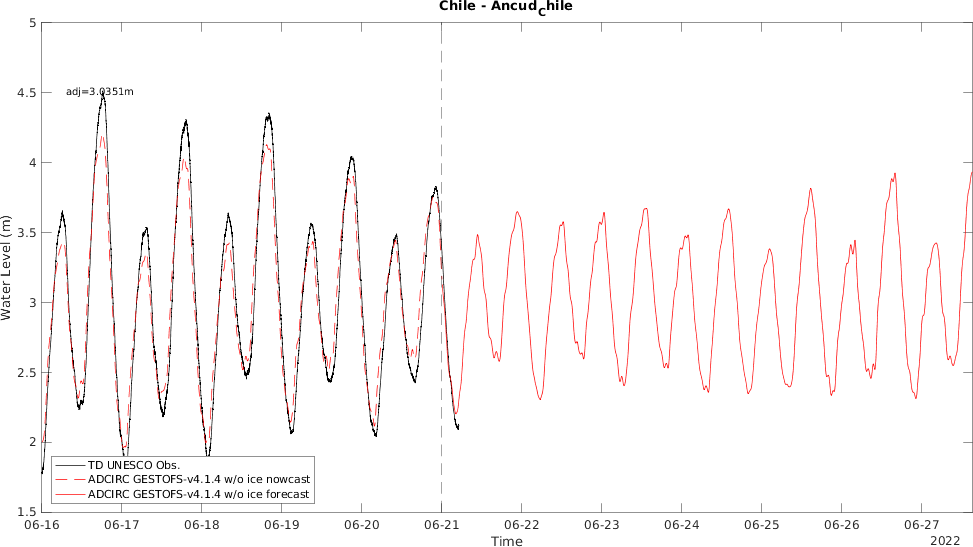 Chile - Ancud_Chile
5
4.5
4
3.5
3
2.5
2
1.5
Water Level (m)
adj=3.0351m
TD UNESCO Obs.
ADCIRC GESTOFS-v4.1.4 w/o ice nowcast
ADCIRC GESTOFS-v4.1.4 w/o ice forecast
06-16 06-17 06-18 06-19 06-20 06-21 06-22 06-23 06-24 06-25 06-26 06-27
Time
2022